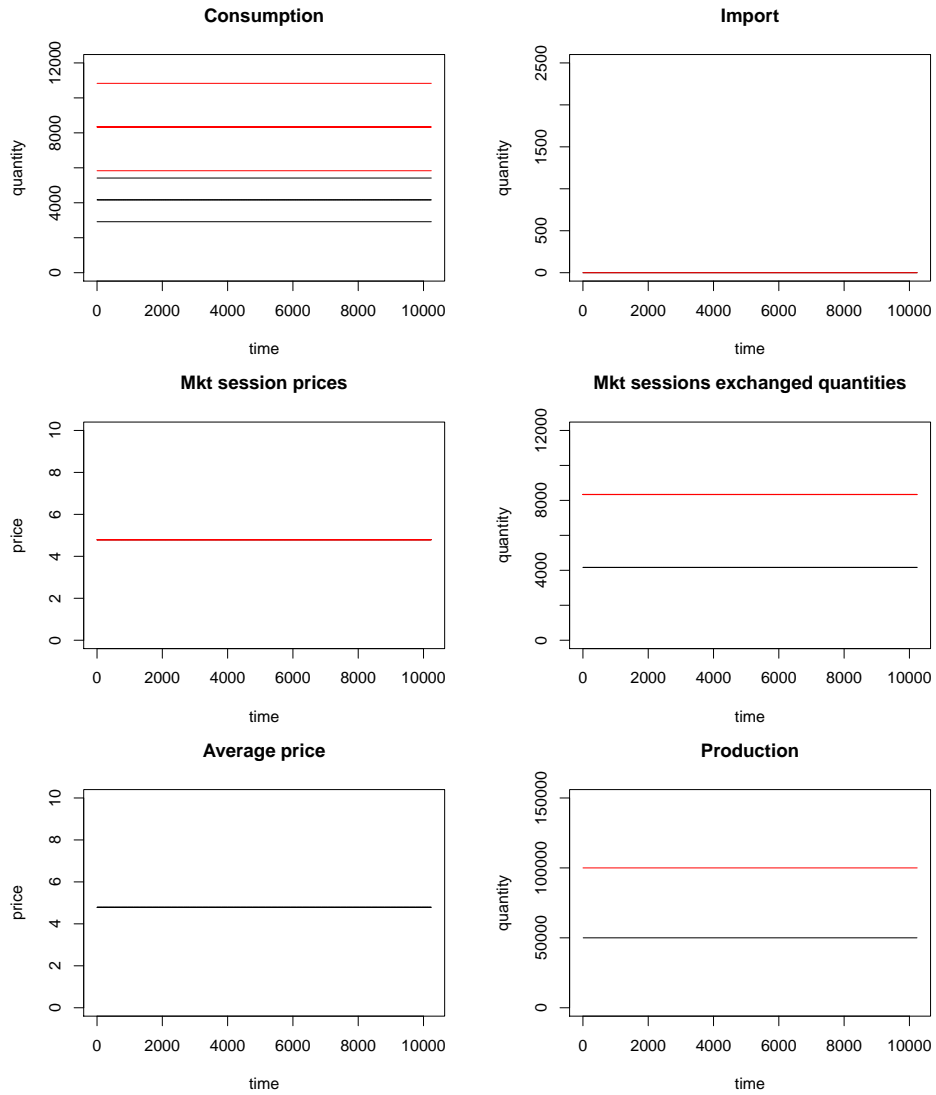 Consumption
quantity
0 4000 8000 12000
0 2000 4000 6000 8000 10000
time
Import
quantity
0 500 1500 2500
0 2000 4000 6000 8000 10000
time
Mkt session prices
price
0 2 4 6 8 10
0 2000 4000 6000 8000 10000
time
Mkt sessions exchanged quantities
quantity
0 4000 8000 12000
0 2000 4000 6000 8000 10000
time
Average price
price
0 2 4 6 8 10
0 2000 4000 6000 8000 10000
time
Production
quantity
0 50000 100000 150000
0 2000 4000 6000 8000 10000
time